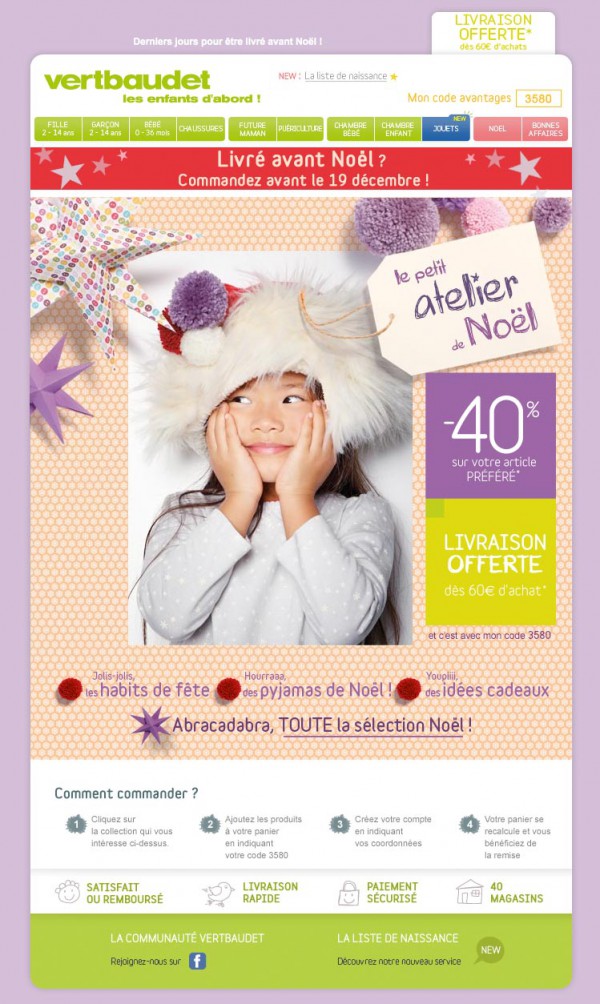 LIVRAISON
OFFERTE*
dès 60€ d'achats
Derniers jours pour être livré avant Noël !
vertbaudet
les enfants d'abord !
NEW : La liste de naissance
Mon code avantages 3580
FILLE
2 - 14 ans
GARÇON
2 - 14 ans
BÉBÉ
0 - 36 mois
CHAUSSURES
FUTURE
MAMAN
PUÉRICULTURE
CHAMBRE
BÉBÉ
CHAMBRE
ENFANT
NEW
JOUETS
NOEL
BONNES
AFFAIRES
Livré avant Noël ?
Commandez avant le 19 décembre !
le petit
atelier
de Noël
-40%
sur votre article
PRÉFÉRÉ*
LIVRAISON
OFFERTE
dès 60€ d'achat*
et c'est avec mon code 3580
Jolis-jolis,
les habits de fête
Hourraaa,
des pyjamas de Noël !
Youpiiii,
des idées cadeaux
Abracadabra, TOUTE la sélection Noël !
Comment commander ?
1
Cliquez sur
la collection qui vous
intéresse ci-dessus.
2
Ajoutez les produits
à votre panier
en indiquant
votre code 3580
3
Créez votre compte
en indiquant
vos coordonnées
4
Votre panier se
recalcule et vous
bénéficiez de
la remise
SATISFAIT
OU REMBOURSÉ
LIVRAISON
RAPIDE
PAIEMENT
SÉCURISÉ
40
MAGASINS
LA COMMUNAUTÉ VERTBAUDET
Rejoignez-nous sur f
LA LISTE DE NAISSANCE
Découvrez notre nouveau service
NEW